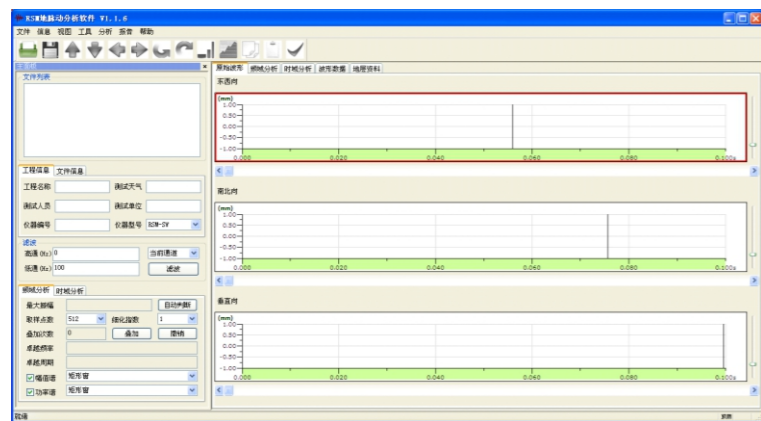 RSM地脉动分析软件 V1.1.6
文件 信息 视图 工具 分析 报告 帮助
文件列表
工程信息 文件信息
工程名称 测试天气
测试人员 测试单位
仪器编号 仪器型号 RSM-SW
滤波
高通(Hz) 0 当前通道
低通(Hz) 100 滤波
频域分析 时域分析
最大振幅 自动判断
取样点数 512 细化指数 1
叠加次数 0 叠加 撤销
卓越频率
卓越周期
幅值谱 矩形窗
功率谱 矩形窗
就绪
原始波形 频域分析 时域分析 波形数据 地层资料
东西向
(mm)
1.00
0.50
0.00
-0.50
-1.00
0.000 0.020 0.040 0.060 0.080 0.100s
南北向
(mm)
1.00
0.50
0.00
-0.50
-1.00
0.000 0.020 0.040 0.060 0.080 0.100s
垂直向
(mm)
1.00
0.50
0.00
-0.50
-1.00
0.000 0.020 0.040 0.060 0.080 0.100s